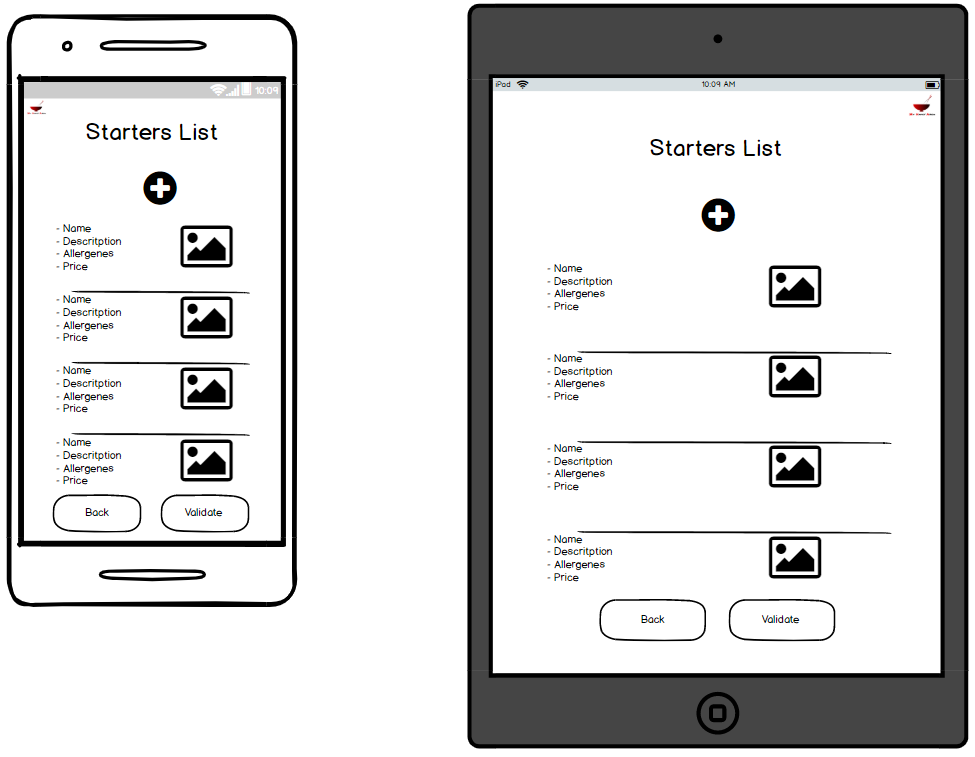 10:09
Starters List
- Name
- Descritption
- Allergenes
- Price
- Name
- Descritption
- Allergenes
- Price
- Name
- Descritption
- Allergenes
- Price
- Name
- Descritption
- Allergenes
- Price
Back
Validate
iPad
10:09 AM
Starters List
- Name
- Descritption
- Allergenes
- Price
- Name
- Descritption
- Allergenes
- Price
- Name
- Descritption
- Allergenes
- Price
- Name
- Descritption
- Allergenes
- Price
Back
Validate